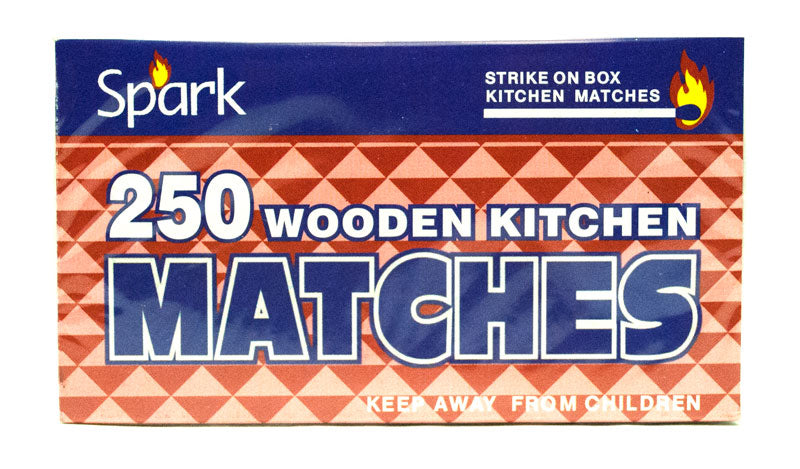 Spark
STRIKE ON BOX
KITCHEN MATCHES
250 WOODEN KITCHEN
MATCHES
KEEP AWAY FROM CHILDREN